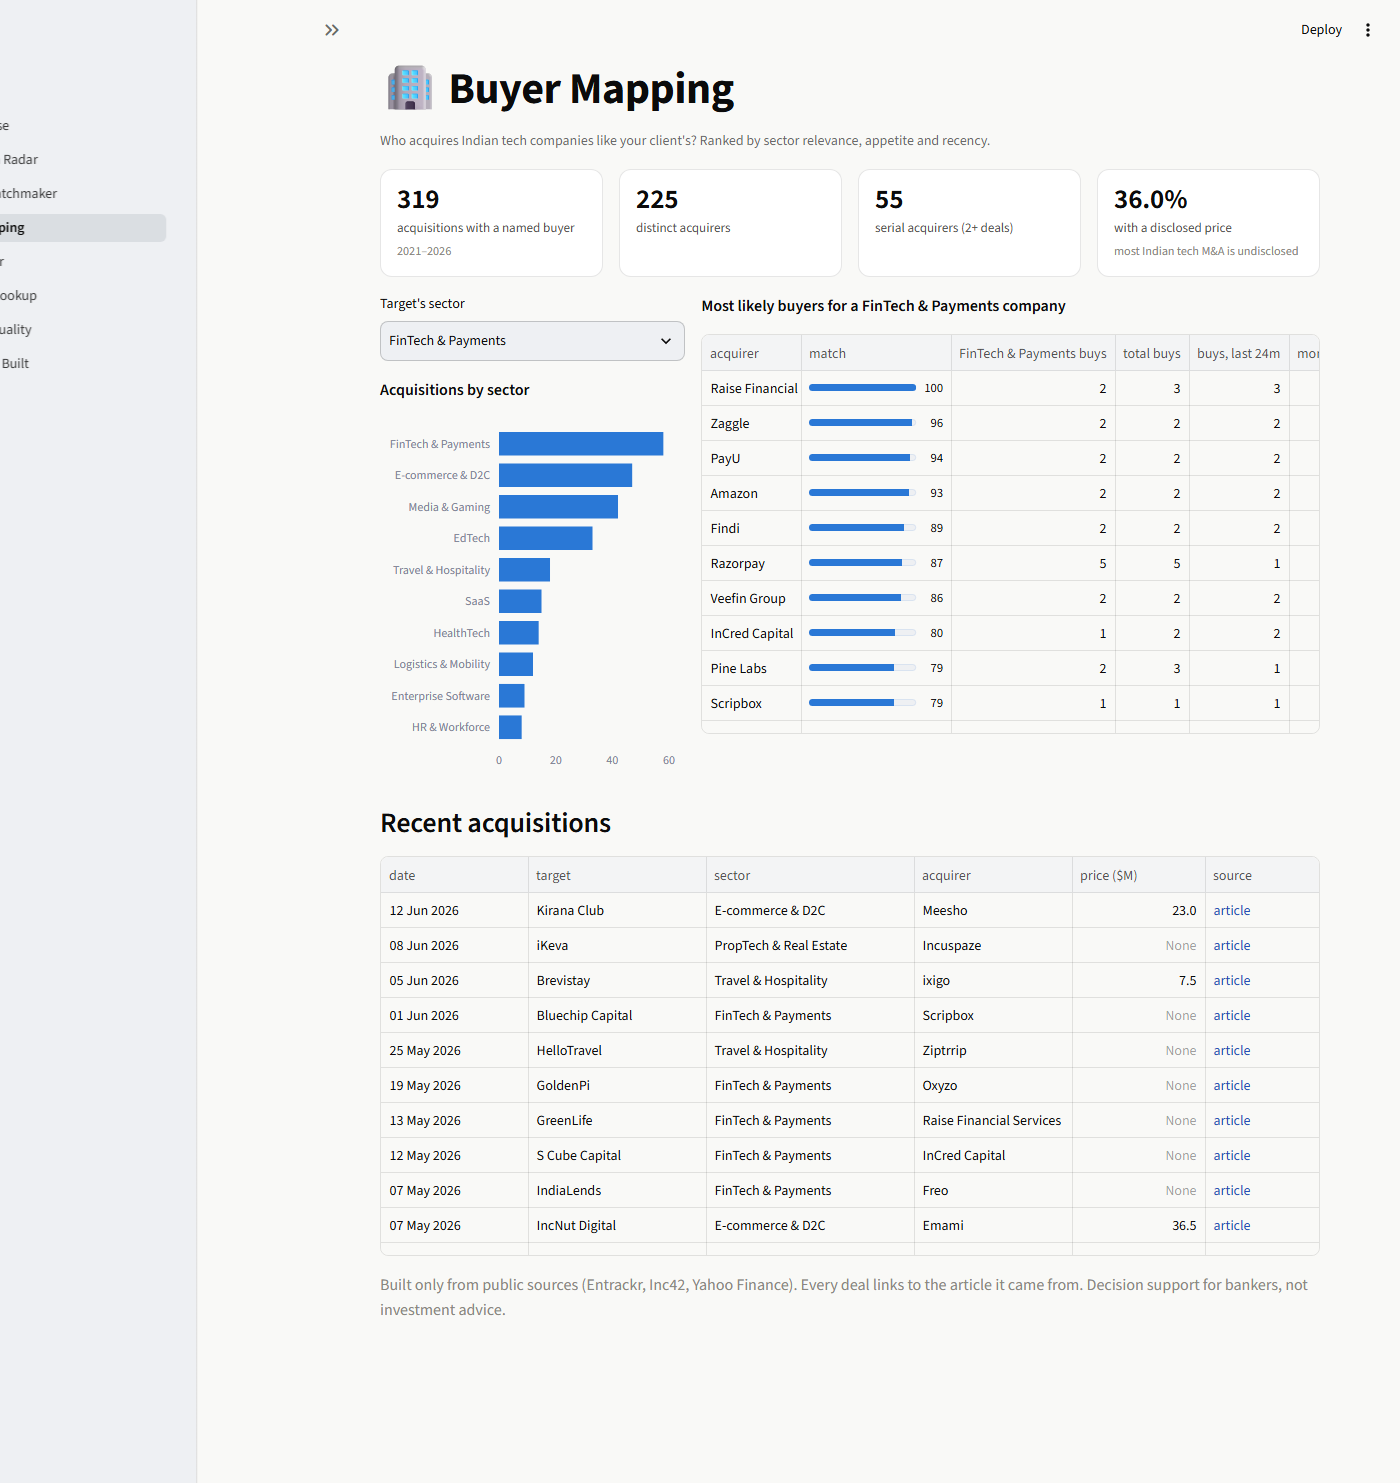 Deploy
se
Radar
tchmaker
ping
r
ookup
uality
Built
Buyer Mapping
Who acquires Indian tech companies like your client's? Ranked by sector relevance, appetite and recency.
319
acquisitions with a named buyer
2021–2026
225
distinct acquirers
55
serial acquirers (2+ deals)
36.0%
with a disclosed price
most Indian tech M&A is undisclosed
Target's sector
FinTech & Payments
Acquisitions by sector
FinTech & Payments
E-commerce & D2C
Media & Gaming
EdTech
Travel & Hospitality
SaaS
HealthTech
Logistics & Mobility
Enterprise Software
HR & Workforce
0 20 40 60
Most likely buyers for a FinTech & Payments company
acquirer match FinTech & Payments buys total buys buys, last 24m mor
Raise Financial 100 2 3 3
Zaggle 96 2 2 2
PayU 94 2 2 2
Amazon 93 2 2 2
Findi 89 2 2 2
Razorpay 87 5 5 1
Veefin Group 86 2 2 2
InCred Capital 80 1 2 2
Pine Labs 79 2 3 1
Scripbox 79 1 1 1
Recent acquisitions
date target sector acquirer price ($M) source
12 Jun 2026 Kirana Club E-commerce & D2C Meesho 23.0 article
08 Jun 2026 iKeva PropTech & Real Estate Incuspaze None article
05 Jun 2026 Brevistay Travel & Hospitality ixigo 7.5 article
01 Jun 2026 Bluechip Capital FinTech & Payments Scripbox None article
25 May 2026 HelloTravel Travel & Hospitality Ziptrrip None article
19 May 2026 GoldenPi FinTech & Payments Oxyzo None article
13 May 2026 GreenLife FinTech & Payments Raise Financial Services None article
12 May 2026 S Cube Capital FinTech & Payments InCred Capital None article
07 May 2026 IndiaLends FinTech & Payments Freo None article
07 May 2026 IncNut Digital E-commerce & D2C Emami 36.5 article
Built only from public sources (Entrackr, Inc42, Yahoo Finance). Every deal links to the article it came from. Decision support for bankers, not
investment advice.